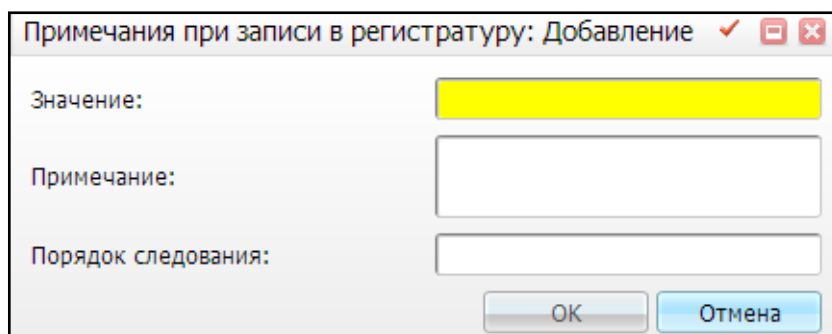 Примечания при записи в регистратуру: Добавление
Значение:
Примечание:
Порядок следования:
OK Отмена